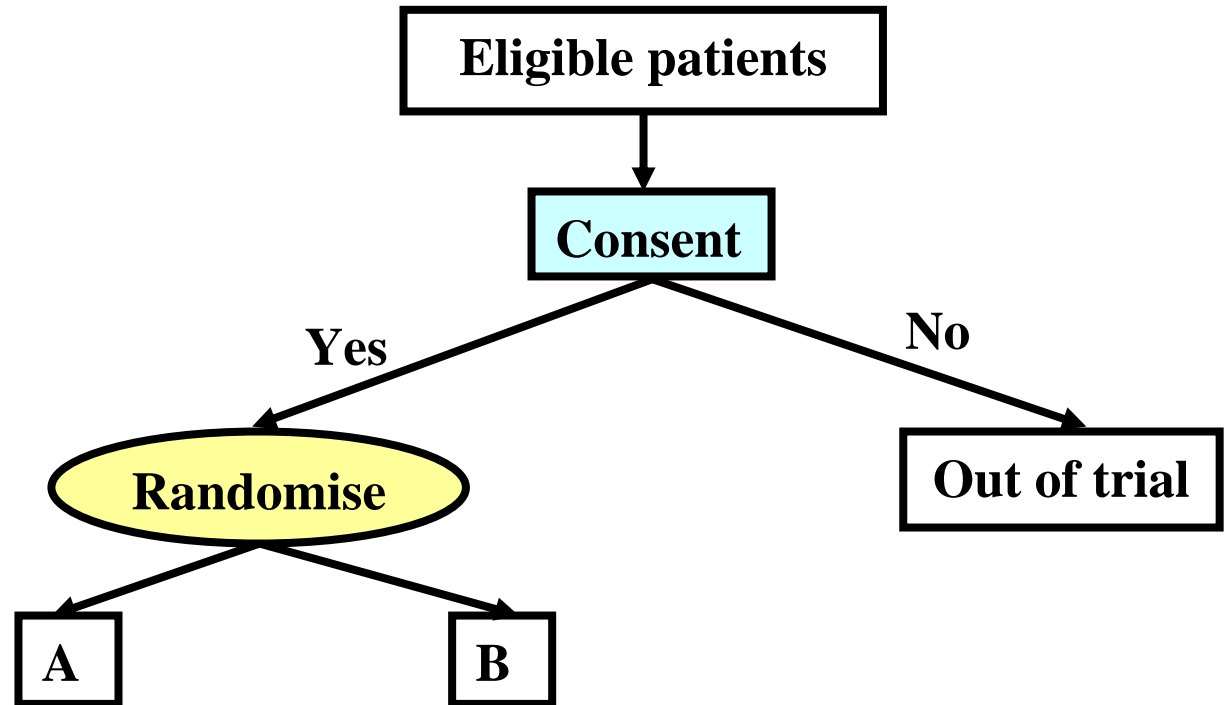 Eligible patients
Consent
Yes
No
Randomise
Out of trial
A
B